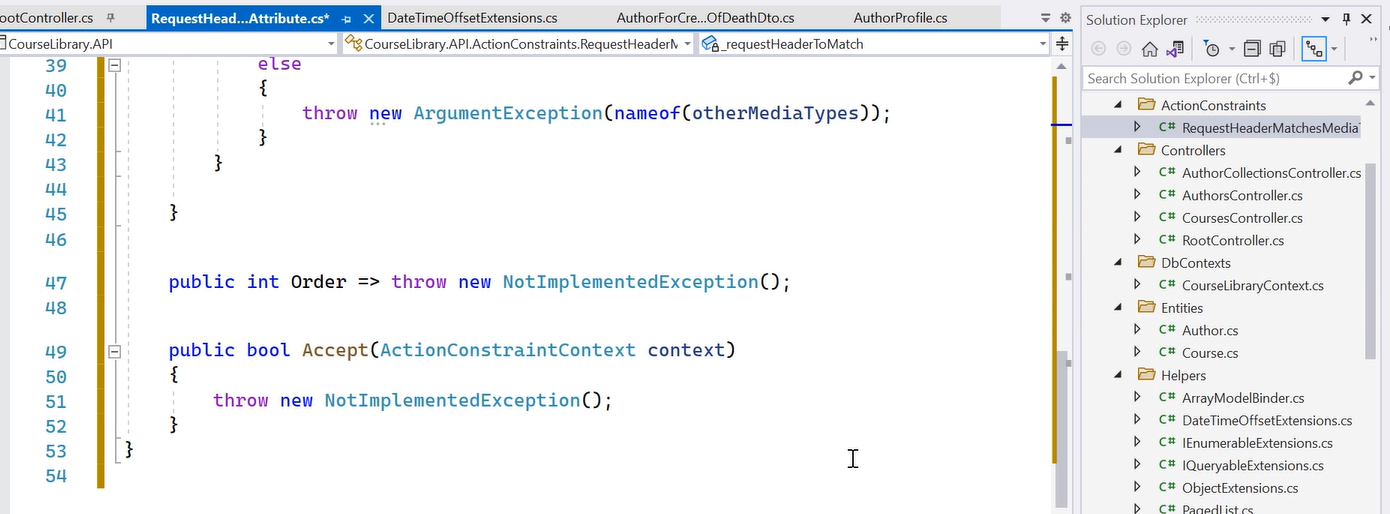 ootController.cs
RequestHead...Attribute.cs*
DateTimeOffsetExtensions.cs
AuthorForCre...OfDeathDto.cs
AuthorProfile.cs
CourseLibrary.API
CourseLibrary.API.ActionConstraints.RequestHeaderM
_requestHeaderToMatch
39 else
40 {
41 throw new ArgumentException(nameof(otherMediaTypes));
42 }
43 }
44
45 }
46
47 public int Order => throw new NotImplementedException();
48
49 public bool Accept(ActionConstraintContext context)
50 {
51 throw new NotImplementedException();
52 }
53 }
54
Solution Explorer
Search Solution Explorer (Ctrl+$)
ActionConstraints
C# RequestHeaderMatchesMediaT
Controllers
C# AuthorCollectionsController.cs
C# AuthorsController.cs
C# CoursesController.cs
C# RootController.cs
DbContexts
C# CourseLibraryContext.cs
Entities
C# Author.cs
C# Course.cs
Helpers
C# ArrayModelBinder.cs
C# DateTimeOffsetExtensions.cs
C# IEnumerableExtensions.cs
C# IQueryableExtensions.cs
C# ObjectExtensions.cs
C# PagedList.cs